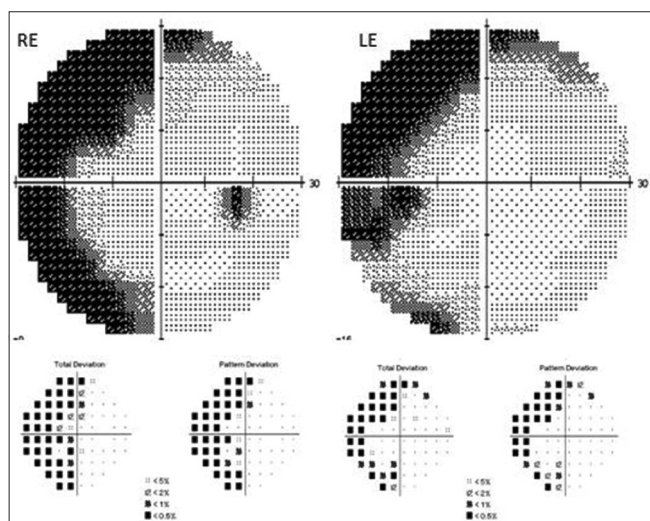 RE
LE
30
30
Total Deviation
Pattern Deviation
Total Deviation
Pattern Deviation
< 5%
< 2%
< 1%
< 0.5%
< 5%
< 2%
< 1%
< 0.5%